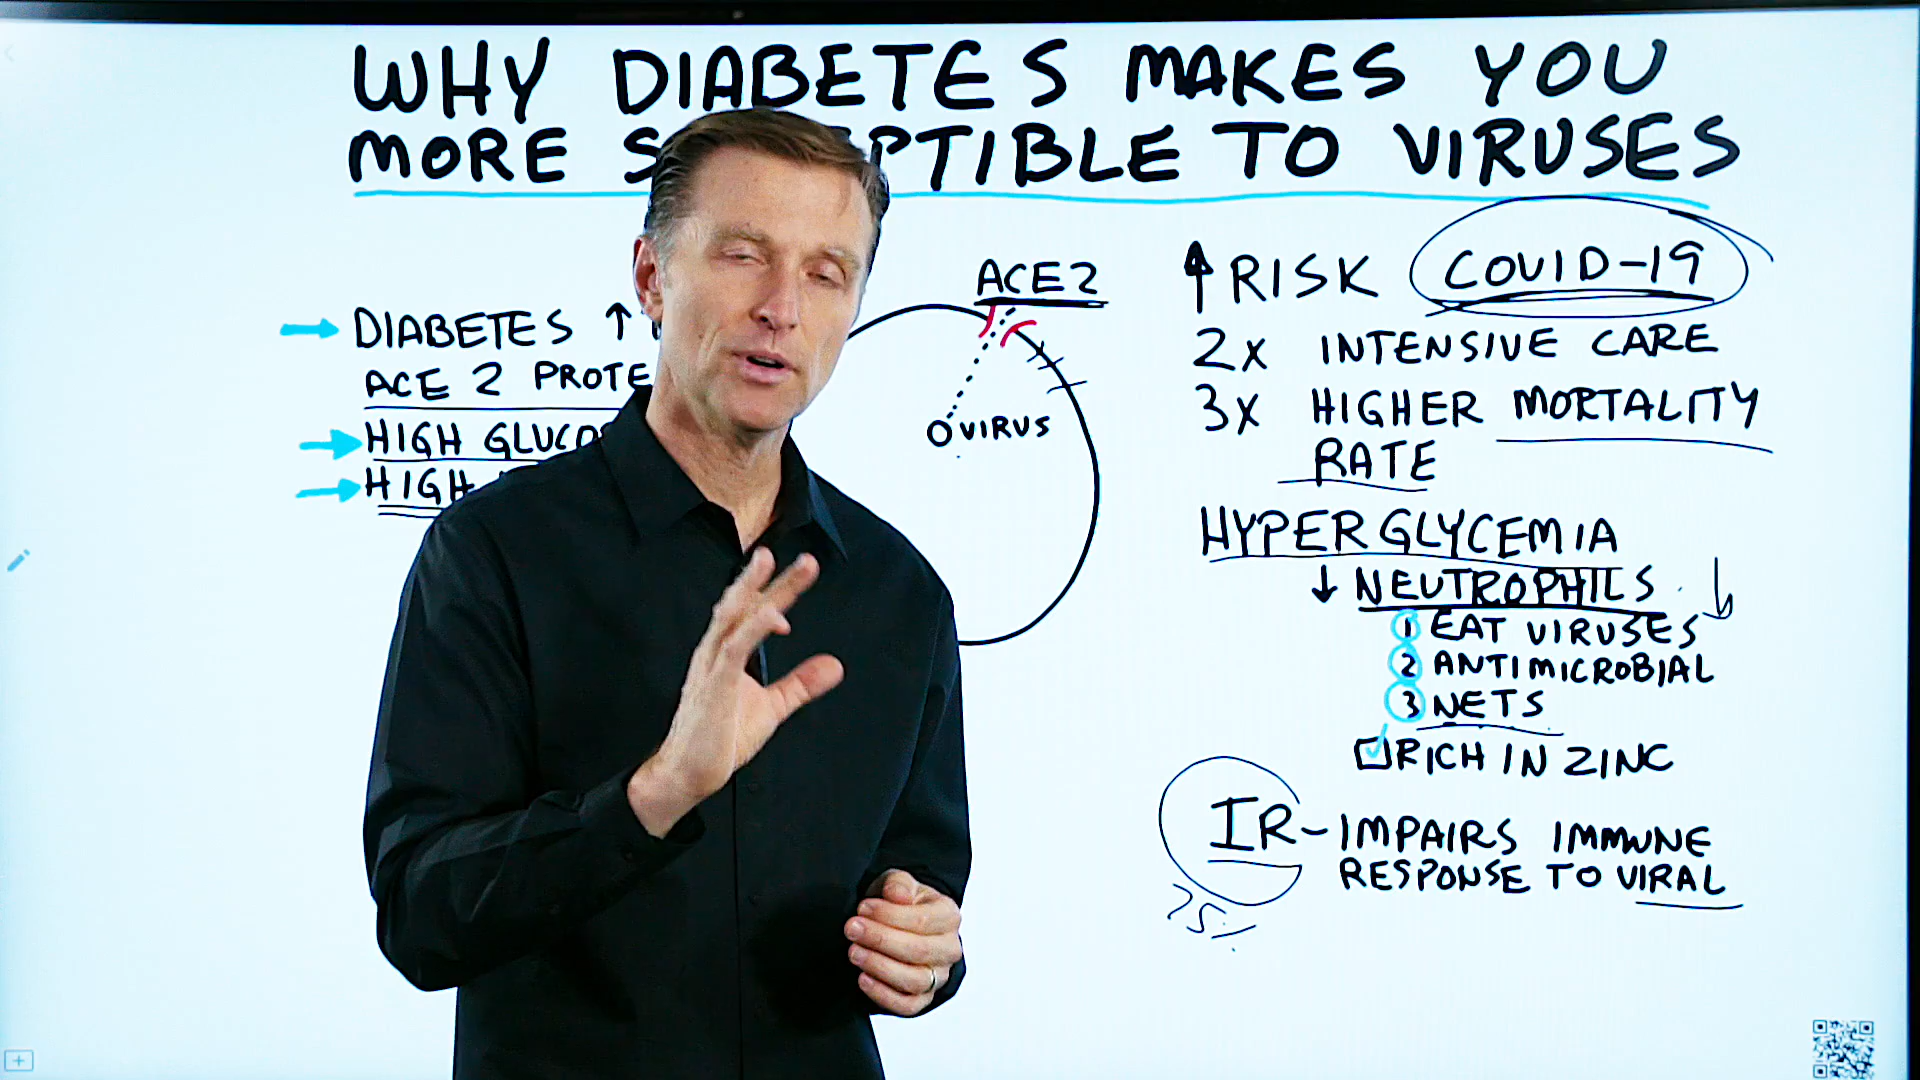 WHY DIABETES MAKES YOU
MORE S PTIBLE TO VIRUSES
→ DIABETES ↑
ACE 2 PROTE
→ HIGH GLUCOS
→ HIGH
ACE2
VIRUS
↑ RISK COVID-19
2X INTENSIVE CARE
3X HIGHER MORTALITY
RATE
HYPERGLYCEMIA
↓ NEUTROPHILS ↓
1 EAT VIRUSES
2 ANTIMICROBIAL
3 NETS
☑ RICH IN ZINC
IR - IMPAIRS IMMUNE
RESPONSE TO VIRAL